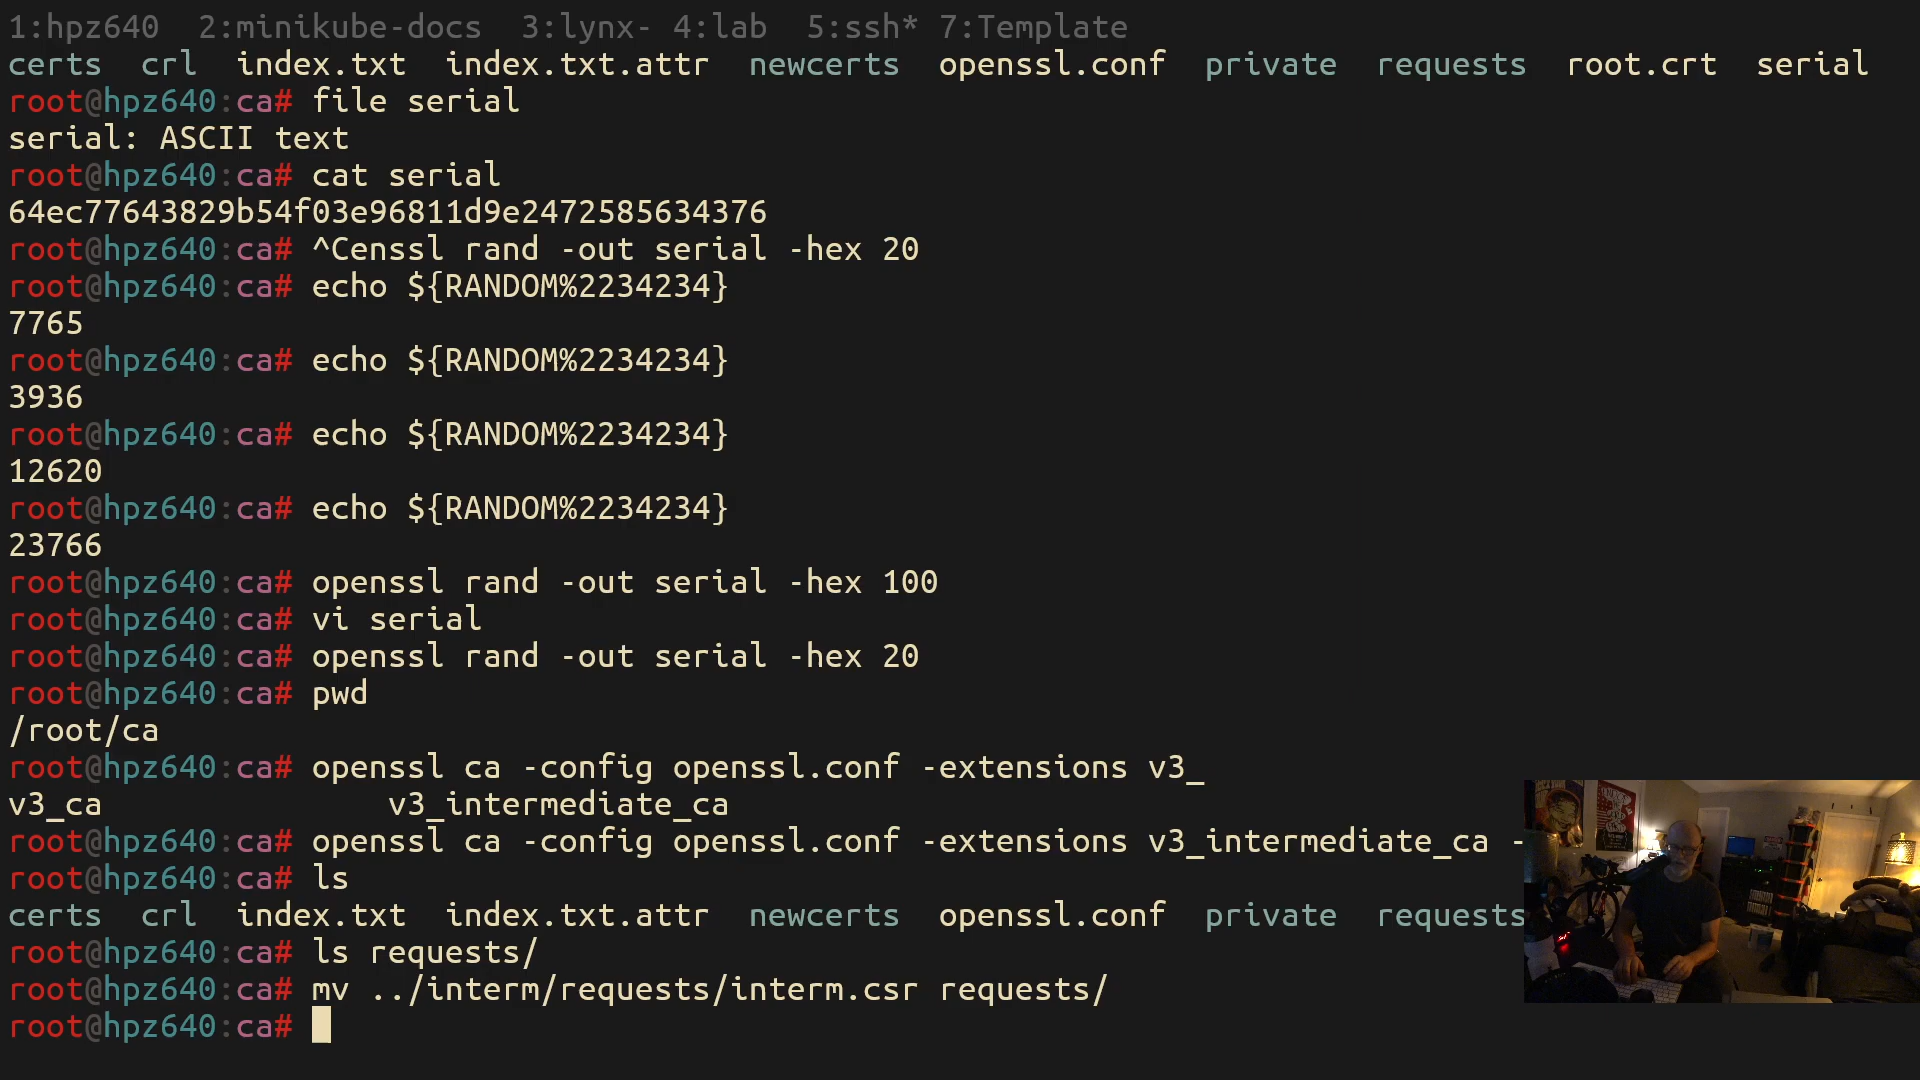 1:hpz640  2:minikube-docs  3:lynx- 4:lab  5:ssh* 7:Template
certs  crl  index.txt  index.txt.attr  newcerts  openssl.conf  private  requests  root.crt  serial
root@hpz640:ca# file serial
serial: ASCII text
root@hpz640:ca# cat serial
64ec77643829b54f03e96811d9e2472585634376
root@hpz640:ca# ^Censsl rand -out serial -hex 20
root@hpz640:ca# echo ${RANDOM%2234234}
7765
root@hpz640:ca# echo ${RANDOM%2234234}
3936
root@hpz640:ca# echo ${RANDOM%2234234}
12620
root@hpz640:ca# echo ${RANDOM%2234234}
23766
root@hpz640:ca# openssl rand -out serial -hex 100
root@hpz640:ca# vi serial
root@hpz640:ca# openssl rand -out serial -hex 20
root@hpz640:ca# pwd
/root/ca
root@hpz640:ca# openssl ca -config openssl.conf -extensions v3_
v3_ca               v3_intermediate_ca
root@hpz640:ca# openssl ca -config openssl.conf -extensions v3_intermediate_ca -
root@hpz640:ca# ls
certs  crl  index.txt  index.txt.attr  newcerts  openssl.conf  private  requests
root@hpz640:ca# ls requests/
root@hpz640:ca# mv ../interm/requests/interm.csr requests/
root@hpz640:ca#